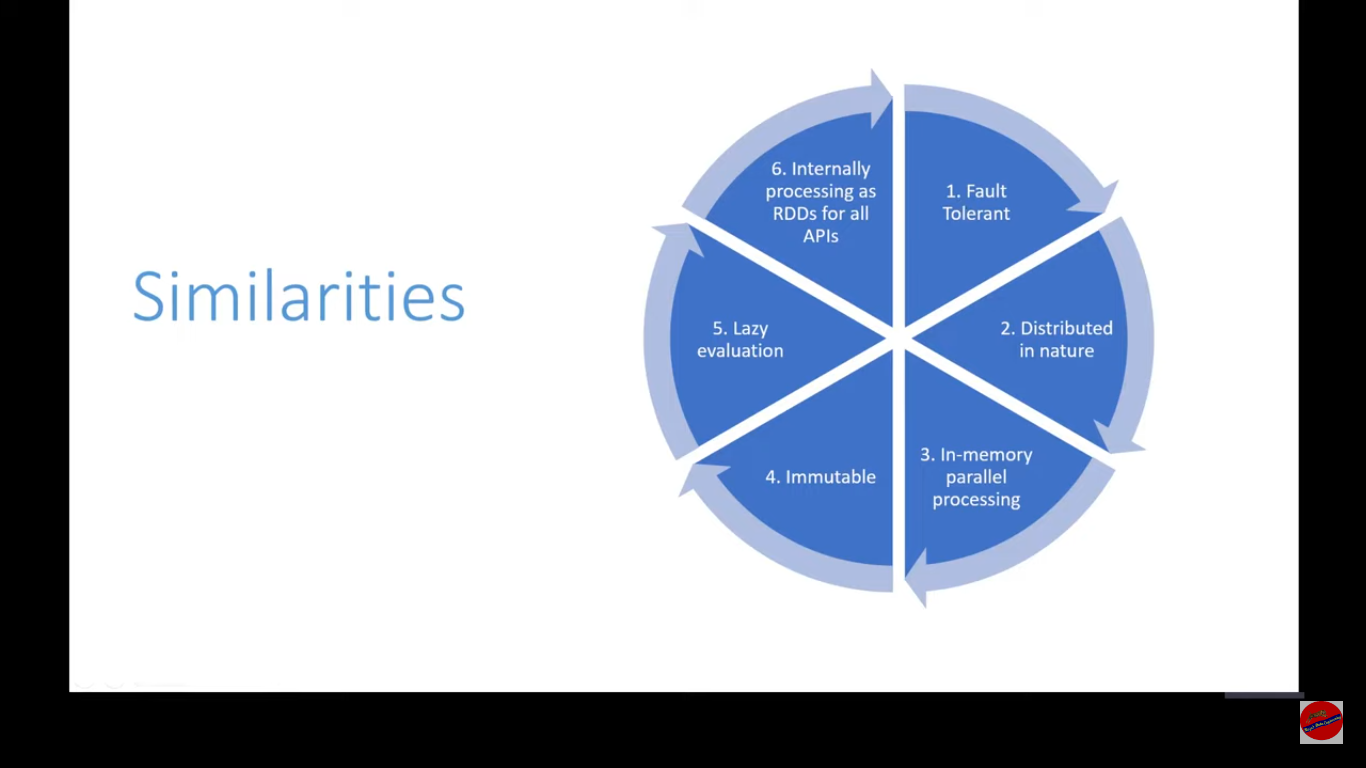 Similarities
1. Fault
Tolerant
2. Distributed
in nature
3. In-memory
parallel
processing
4. Immutable
5. Lazy
evaluation
6. Internally
processing as
RDDs for all
APIs